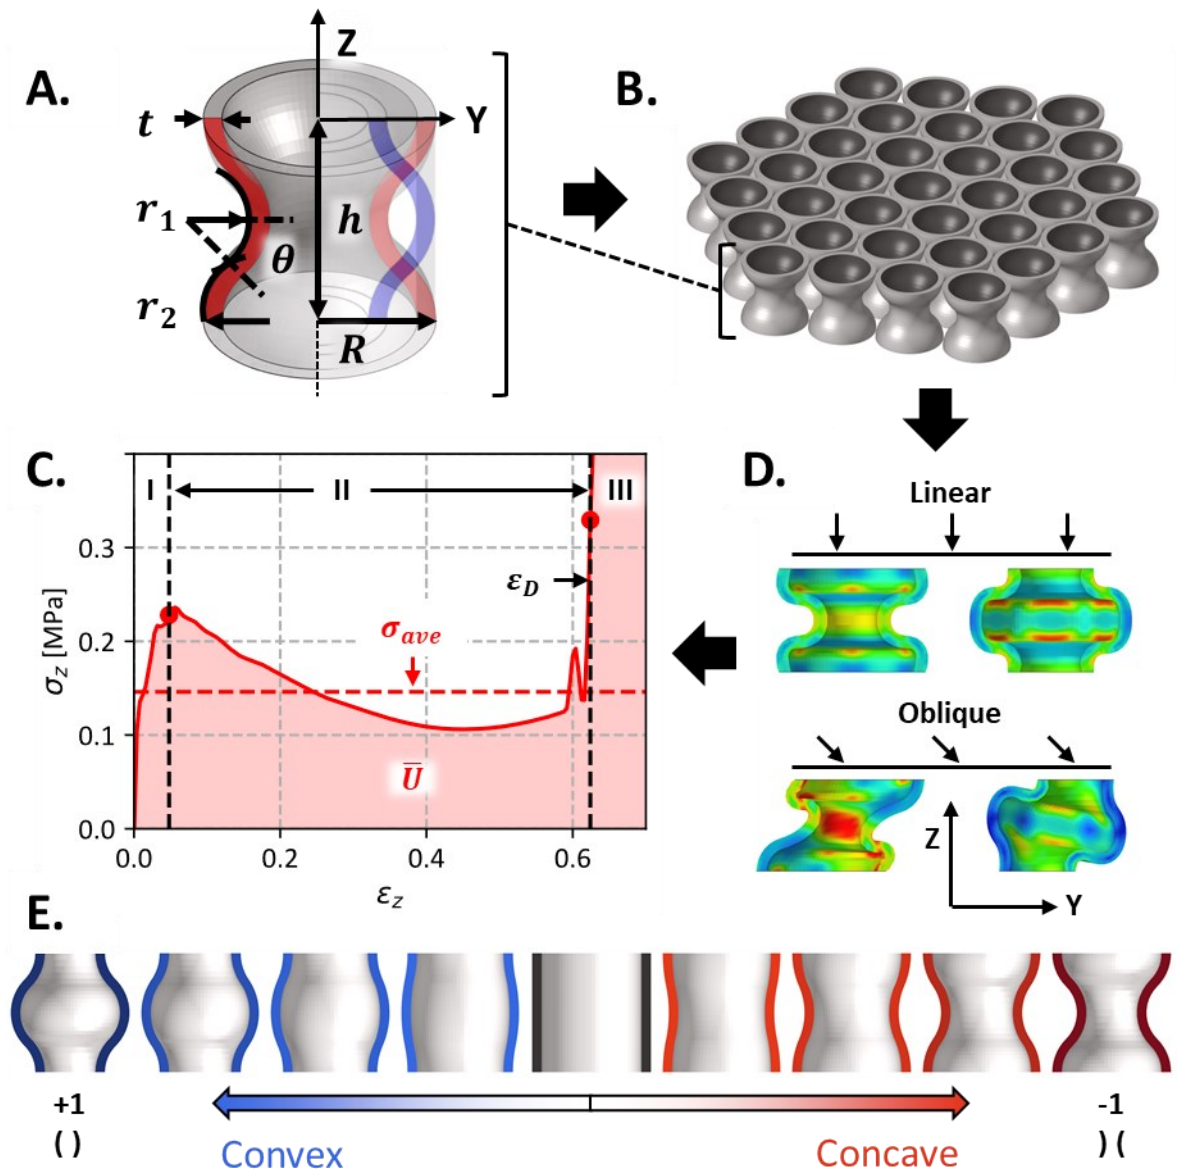 A.
Z
Y
t
r₁
h
θ
r₂
R
B.
C.
I
II
III
ε_D
σ_ave
Ū
σ_z [MPa]
0.3
0.2
0.1
0.0
0.0
0.2
0.4
0.6
ε_z
D.
Linear
Oblique
Z
Y
E.
+1
( )
Convex
Concave
-1
) (